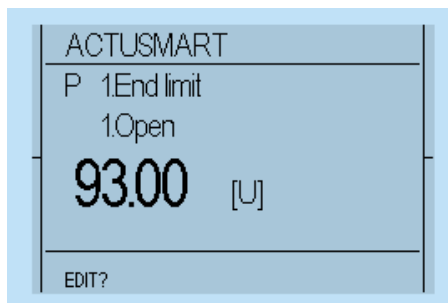 ACTUSMART
P 1.End limit
1.Open
93.00 [U]
EDIT?